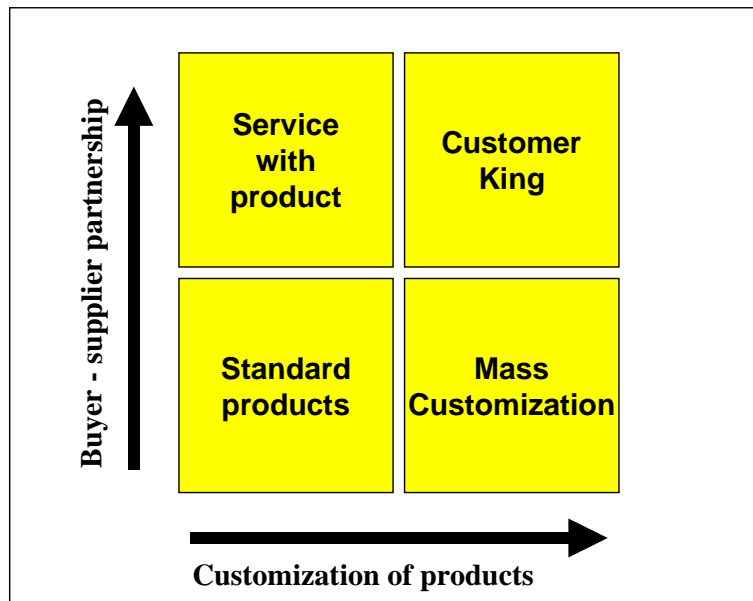 Buyer - supplier partnership
Service
with
product
Customer
King
Standard
products
Mass
Customization
Customization of products